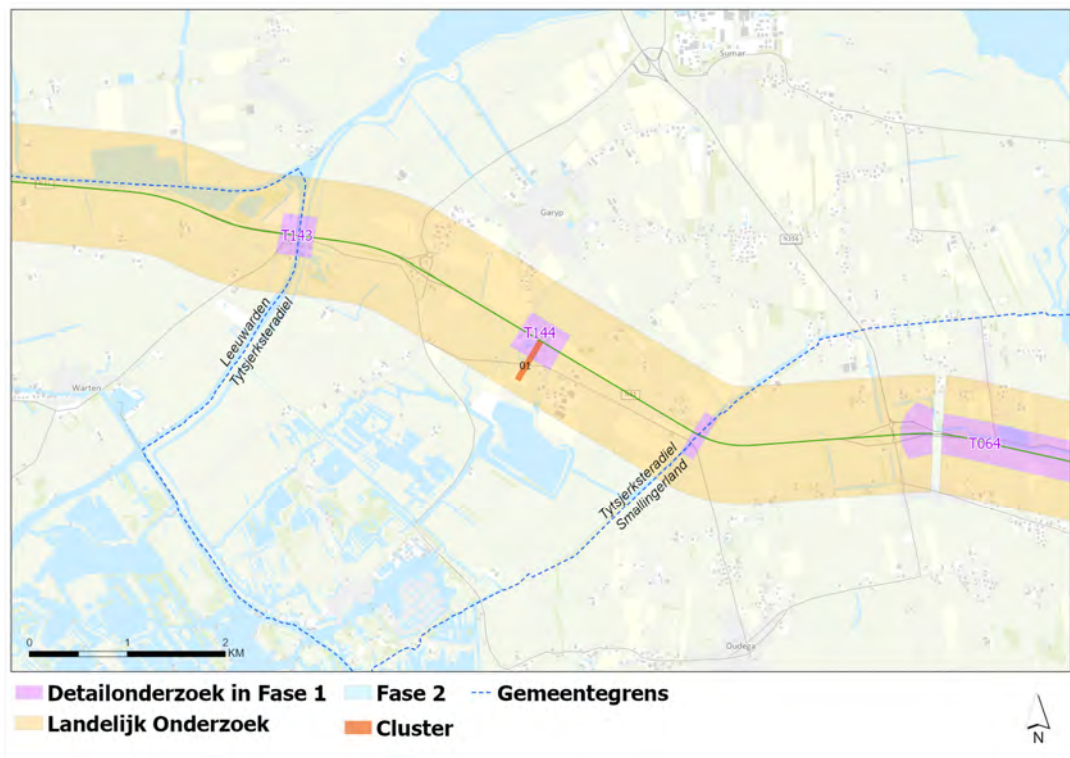 Sumar
Garyp
N356
T143
T144
01
Leeuwarden
Tytsjerksteradiel
Warten
N31
T064
Tytsjerksteradiel
Smallingerland
Oudega
0 1 2
KM
Detailonderzoek in Fase 1
Fase 2
Gemeentegrens
Landelijk Onderzoek
Cluster
N